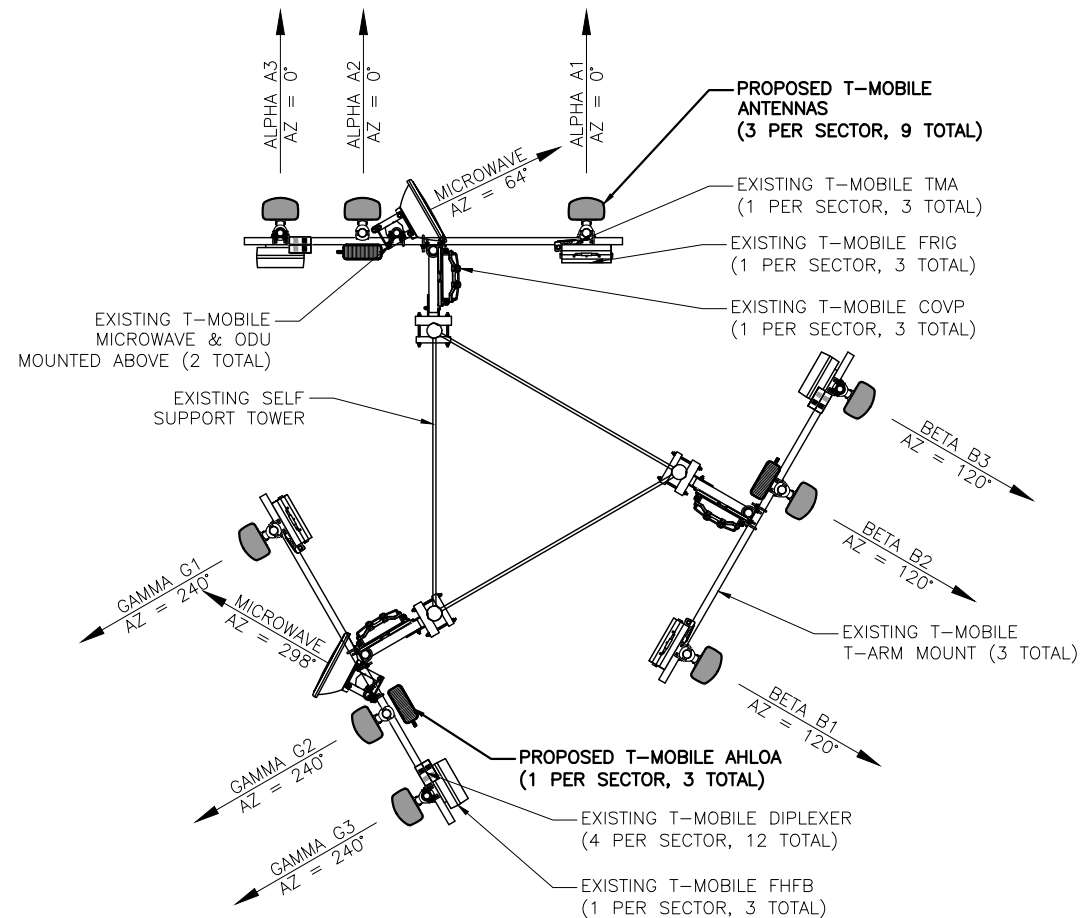 ALPHA A3
AZ = 0°
ALPHA A2
AZ = 0°
ALPHA A1
AZ = 0°
MICROWAVE
AZ = 64°
PROPOSED T-MOBILE
ANTENNAS
(3 PER SECTOR, 9 TOTAL)
EXISTING T-MOBILE TMA
(1 PER SECTOR, 3 TOTAL)
EXISTING T-MOBILE FRIG
(1 PER SECTOR, 3 TOTAL)
EXISTING T-MOBILE COVP
(1 PER SECTOR, 3 TOTAL)
EXISTING T-MOBILE
MICROWAVE & ODU
MOUNTED ABOVE (2 TOTAL)
EXISTING SELF
SUPPORT TOWER
BETA B3
AZ = 120°
BETA B2
AZ = 120°
EXISTING T-MOBILE
T-ARM MOUNT (3 TOTAL)
BETA B1
AZ = 120°
GAMMA G1
AZ = 240°
MICROWAVE
AZ = 298°
GAMMA G2
AZ = 240°
GAMMA G3
AZ = 240°
PROPOSED T-MOBILE AHLOA
(1 PER SECTOR, 3 TOTAL)
EXISTING T-MOBILE DIPLEXER
(4 PER SECTOR, 12 TOTAL)
EXISTING T-MOBILE FHFB
(1 PER SECTOR, 3 TOTAL)